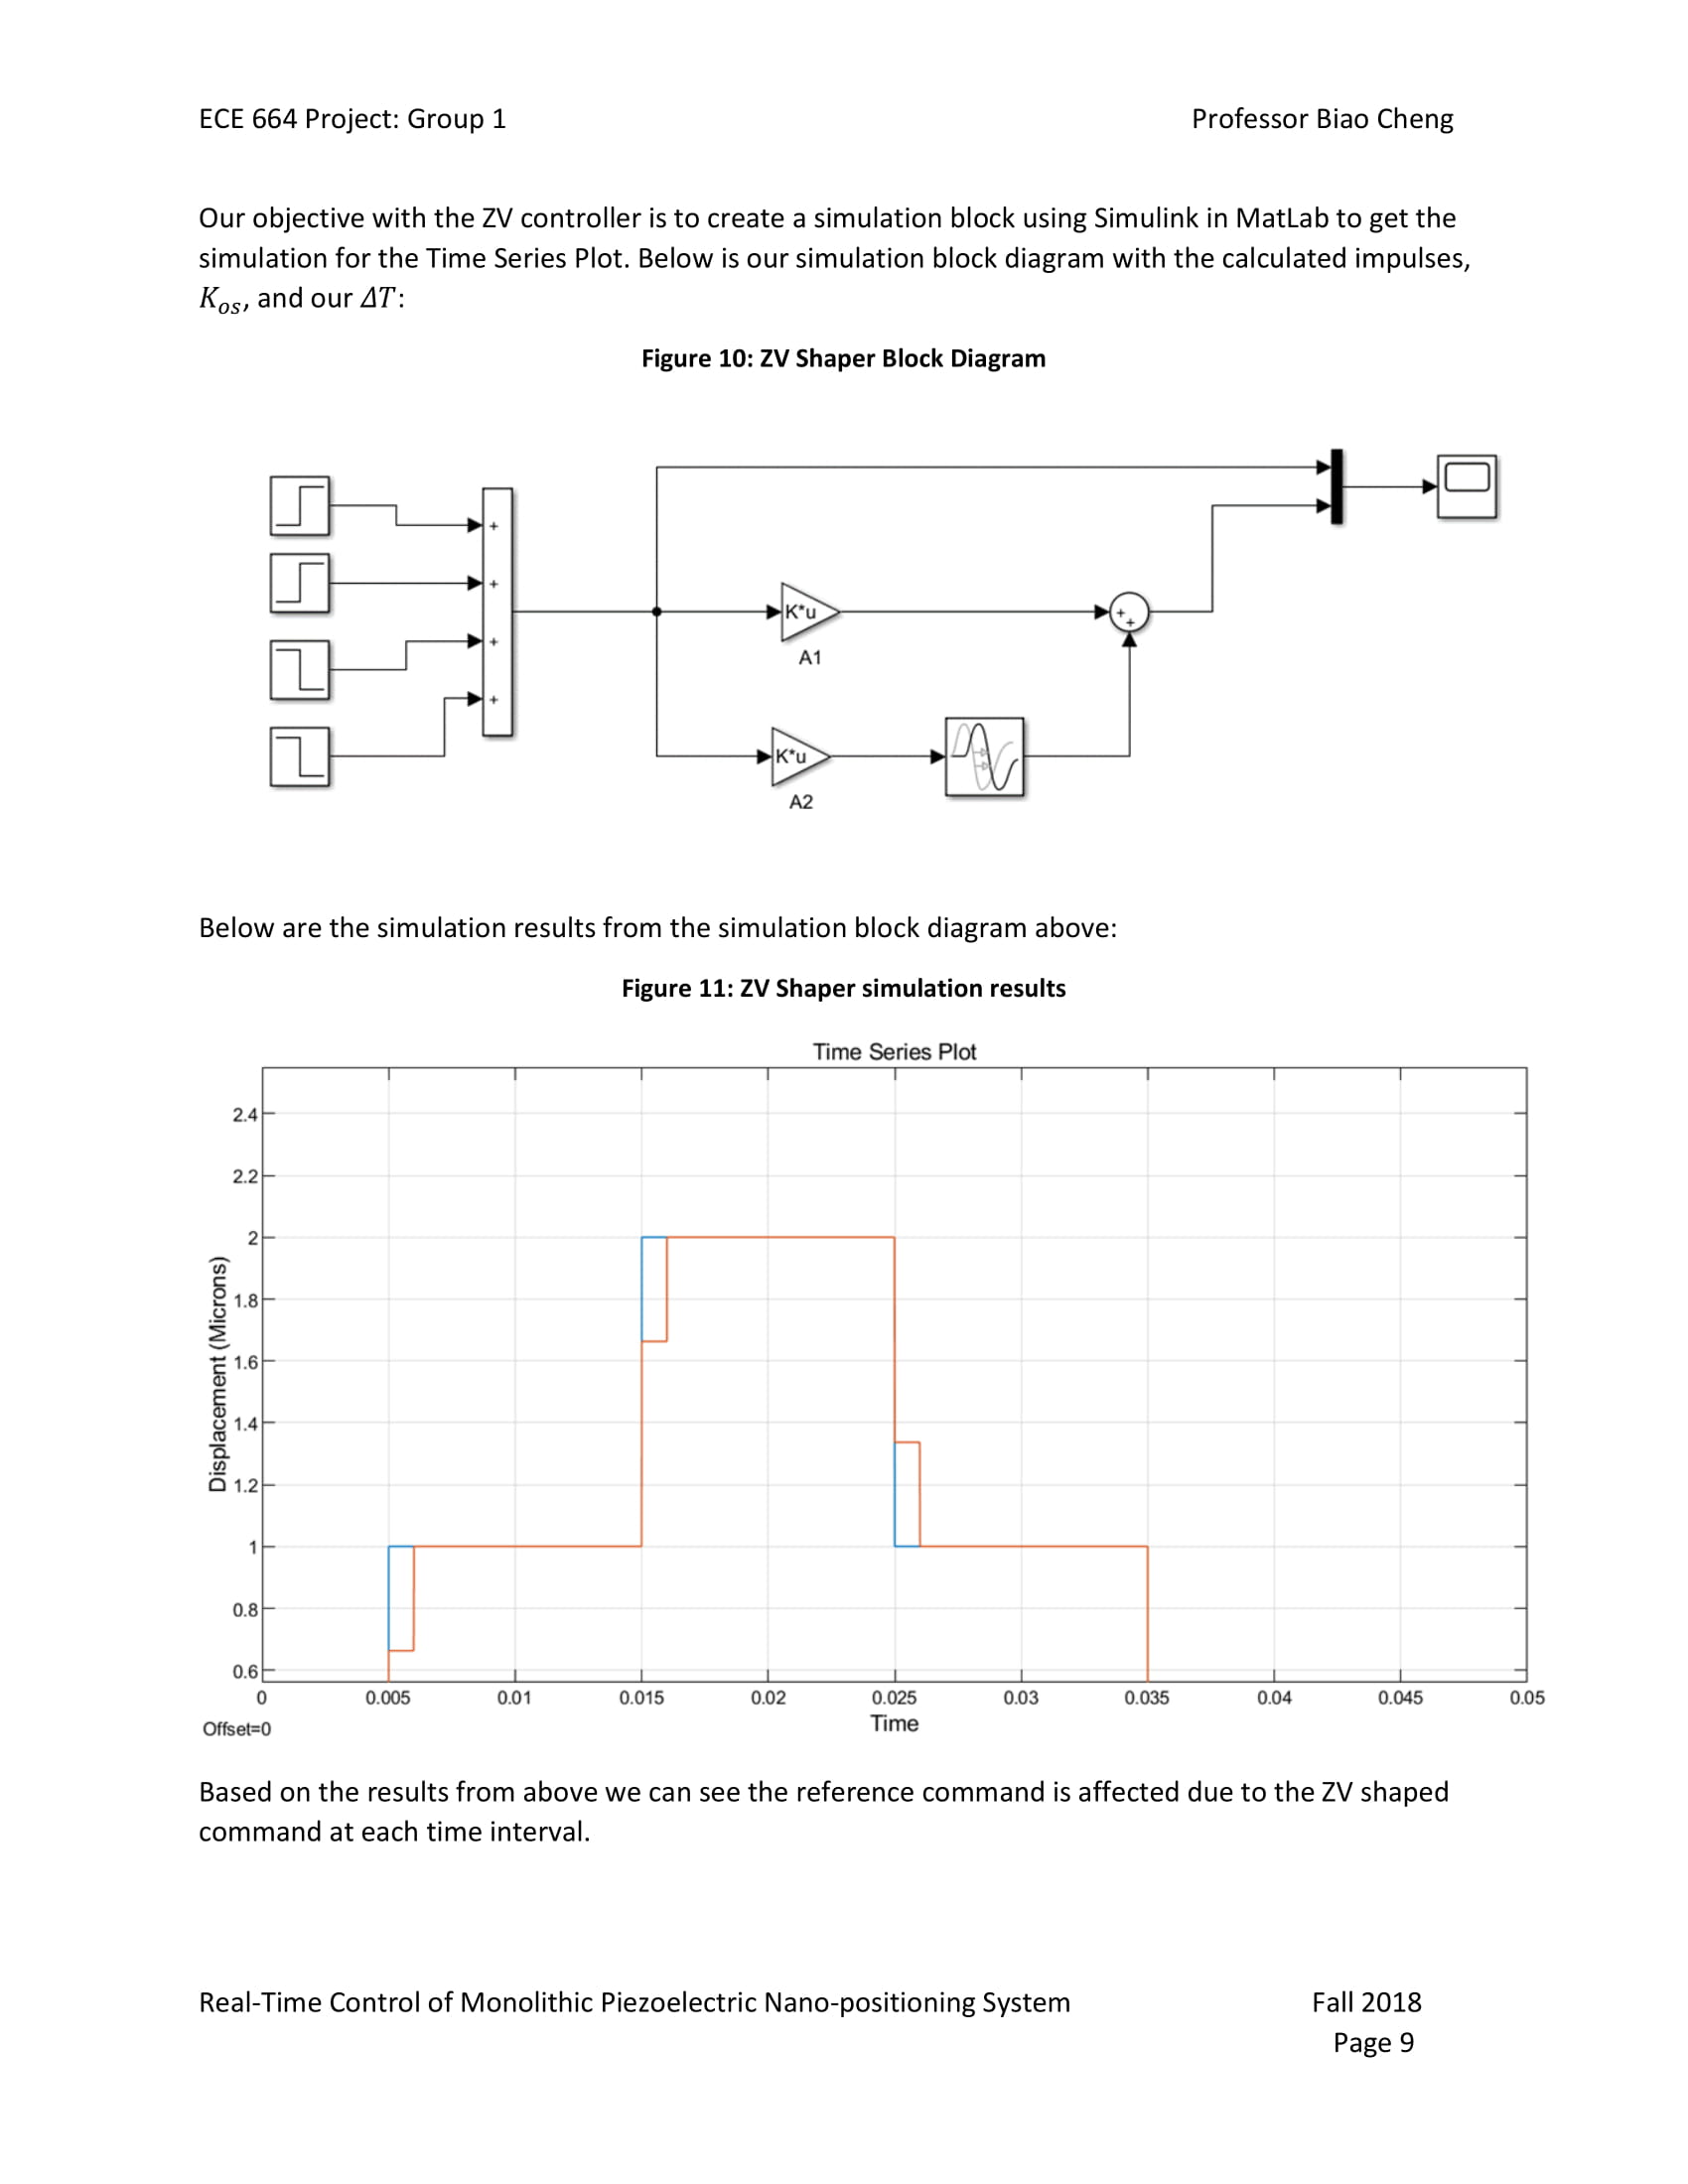 ECE 664 Project: Group 1 Professor Biao Cheng
Our objective with the ZV controller is to create a simulation block using Simulink in MatLab to get the
simulation for the Time Series Plot. Below is our simulation block diagram with the calculated impulses,
K_os, and our ΔT:
Figure 10: ZV Shaper Block Diagram
+
+
+
+
K*u
A1
+
+
K*u
A2
Below are the simulation results from the simulation block diagram above:
Figure 11: ZV Shaper simulation results
Time Series Plot
Displacement (Microns)
2.4
2.2
2
1.8
1.6
1.4
1.2
1
0.8
0.6
0 0.005 0.01 0.015 0.02 0.025 0.03 0.035 0.04 0.045 0.05
Time
Offset=0
Based on the results from above we can see the reference command is affected due to the ZV shaped
command at each time interval.
Real-Time Control of Monolithic Piezoelectric Nano-positioning System Fall 2018
Page 9